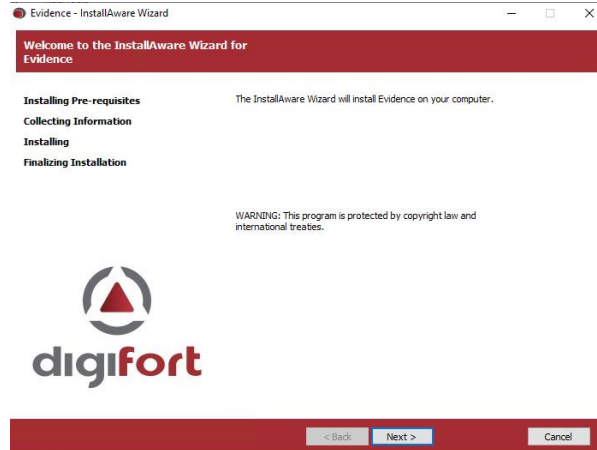 Evidence - InstallAware Wizard
Welcome to the InstallAware Wizard for
Evidence
Installing Pre-requisites
Collecting Information
Installing
Finalizing Installation
The InstallAware Wizard will install Evidence on your computer.
WARNING: This program is protected by copyright law and
international treaties.
digifort
< Back
Next >
Cancel